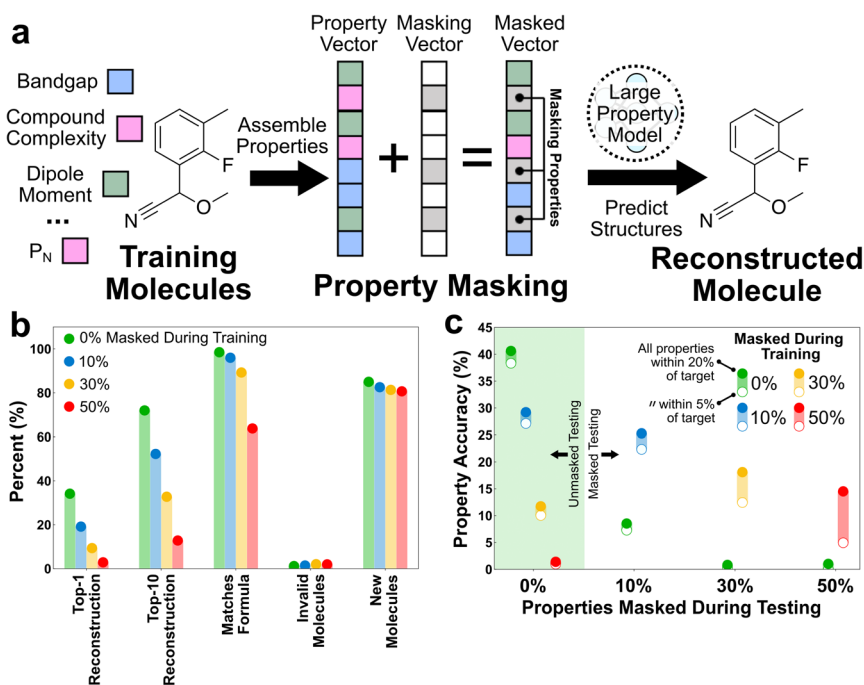 a
Property
Vector
Masking
Vector
Masked
Vector
Bandgap
Compound
Complexity
Dipole
Moment
...
P_N
F
N
O
Training
Molecules
Assemble
Properties
+
=
Masking Properties
Property Masking
Large
Property
Model
Predict
Structures
F
N
O
Reconstructed
Molecule
b
0% Masked During Training
10%
30%
50%
Percent (%)
100
80
60
40
20
0
Top-1
Reconstruction
Top-10
Reconstruction
Matches
Formula
Invalid
Molecules
New
Molecules
c
Property Accuracy (%)
45
40
35
30
25
20
15
10
5
0
All properties
within 20%
of target
" within 5%
of target
Masked During
Training
0%
30%
10%
50%
Unmasked Testing
Masked Testing
0%
10%
30%
50%
Properties Masked During Testing